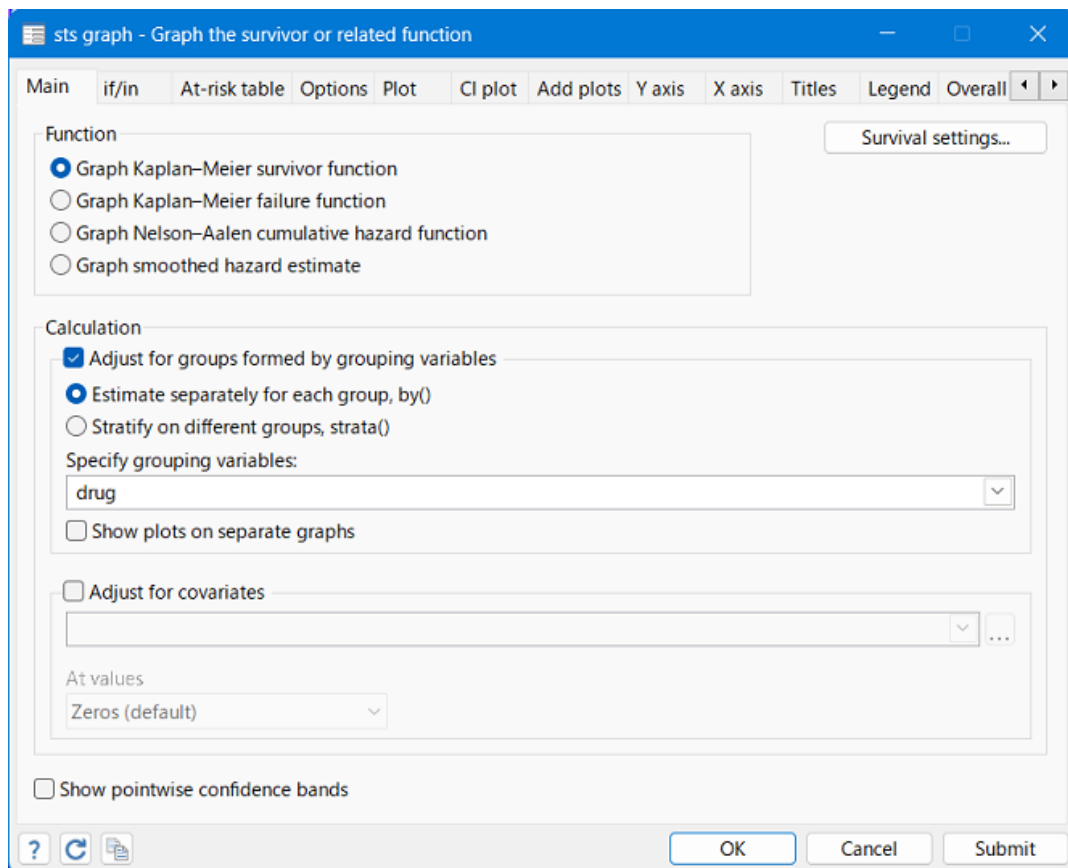 sts graph - Graph the survivor or related function
Main if/in At-risk table Options Plot CI plot Add plots Y axis X axis Titles Legend Overall
Function
Survival settings...
Graph Kaplan–Meier survivor function
Graph Kaplan–Meier failure function
Graph Nelson–Aalen cumulative hazard function
Graph smoothed hazard estimate
Calculation
Adjust for groups formed by grouping variables
Estimate separately for each group, by()
Stratify on different groups, strata()
Specify grouping variables:
drug
Show plots on separate graphs
Adjust for covariates
...
At values
Zeros (default)
Show pointwise confidence bands
? OK Cancel Submit